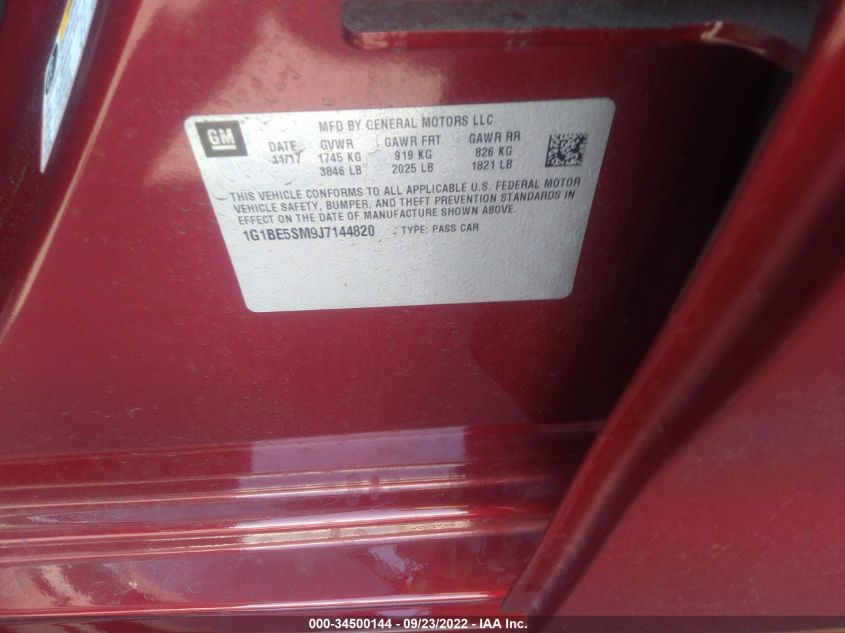 GM
MFD BY GENERAL MOTORS LLC
DATE GVWR GAWR FRT GAWR RR
11/17 1745 KG 919 KG 826 KG
3846 LB 2025 LB 1821 LB
THIS VEHICLE CONFORMS TO ALL APPLICABLE U.S. FEDERAL MOTOR
VEHICLE SAFETY, BUMPER, AND THEFT PREVENTION STANDARDS IN
EFFECT ON THE DATE OF MANUFACTURE SHOWN ABOVE.
1G1BE5SM9J7144820 - TYPE: PASS CAR
000-34500144 - 09/23/2022 - IAA Inc.